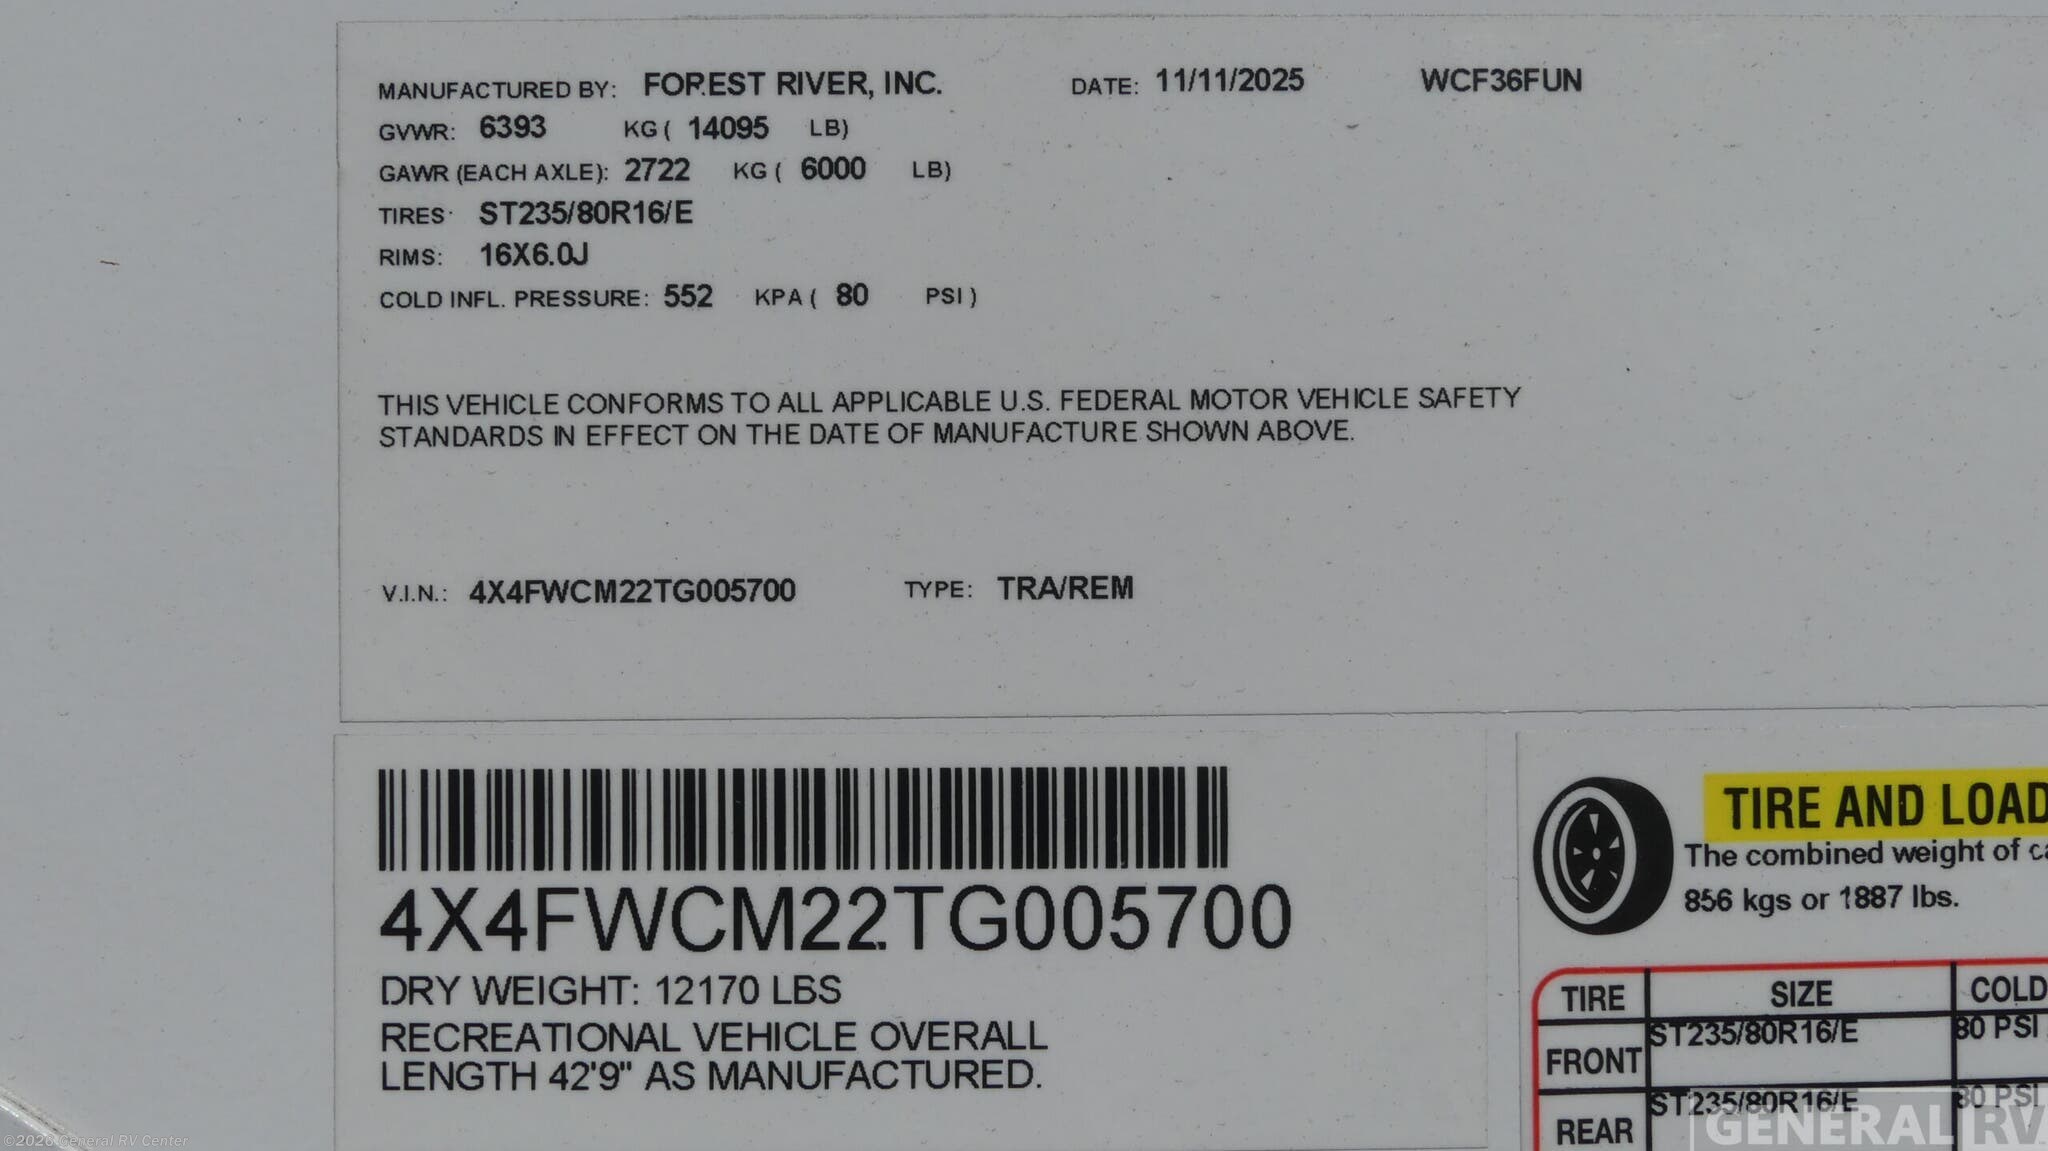 MANUFACTURED BY: FOREST RIVER, INC. DATE: 11/11/2025 WCF36FUN
GVWR: 6393 KG ( 14095 LB)
GAWR (EACH AXLE): 2722 KG ( 6000 LB)
TIRES: ST235/80R16/E
RIMS: 16X6.0J
COLD INFL. PRESSURE: 552 KPA ( 80 PSI )
THIS VEHICLE CONFORMS TO ALL APPLICABLE U.S. FEDERAL MOTOR VEHICLE SAFETY
STANDARDS IN EFFECT ON THE DATE OF MANUFACTURE SHOWN ABOVE.
V.I.N.: 4X4FWCM22TG005700 TYPE: TRA/REM
4X4FWCM22TG005700
DRY WEIGHT: 12170 LBS
RECREATIONAL VEHICLE OVERALL
LENGTH 42'9" AS MANUFACTURED.
TIRE AND LOAD
The combined weight of
856 kgs or 1887 lbs.
TIRE SIZE COLD
FRONT ST235/80R16/E 80 PSI
REAR ST235/80R16/E 80 PSI
GENERAL RV
©2026 General RV Center